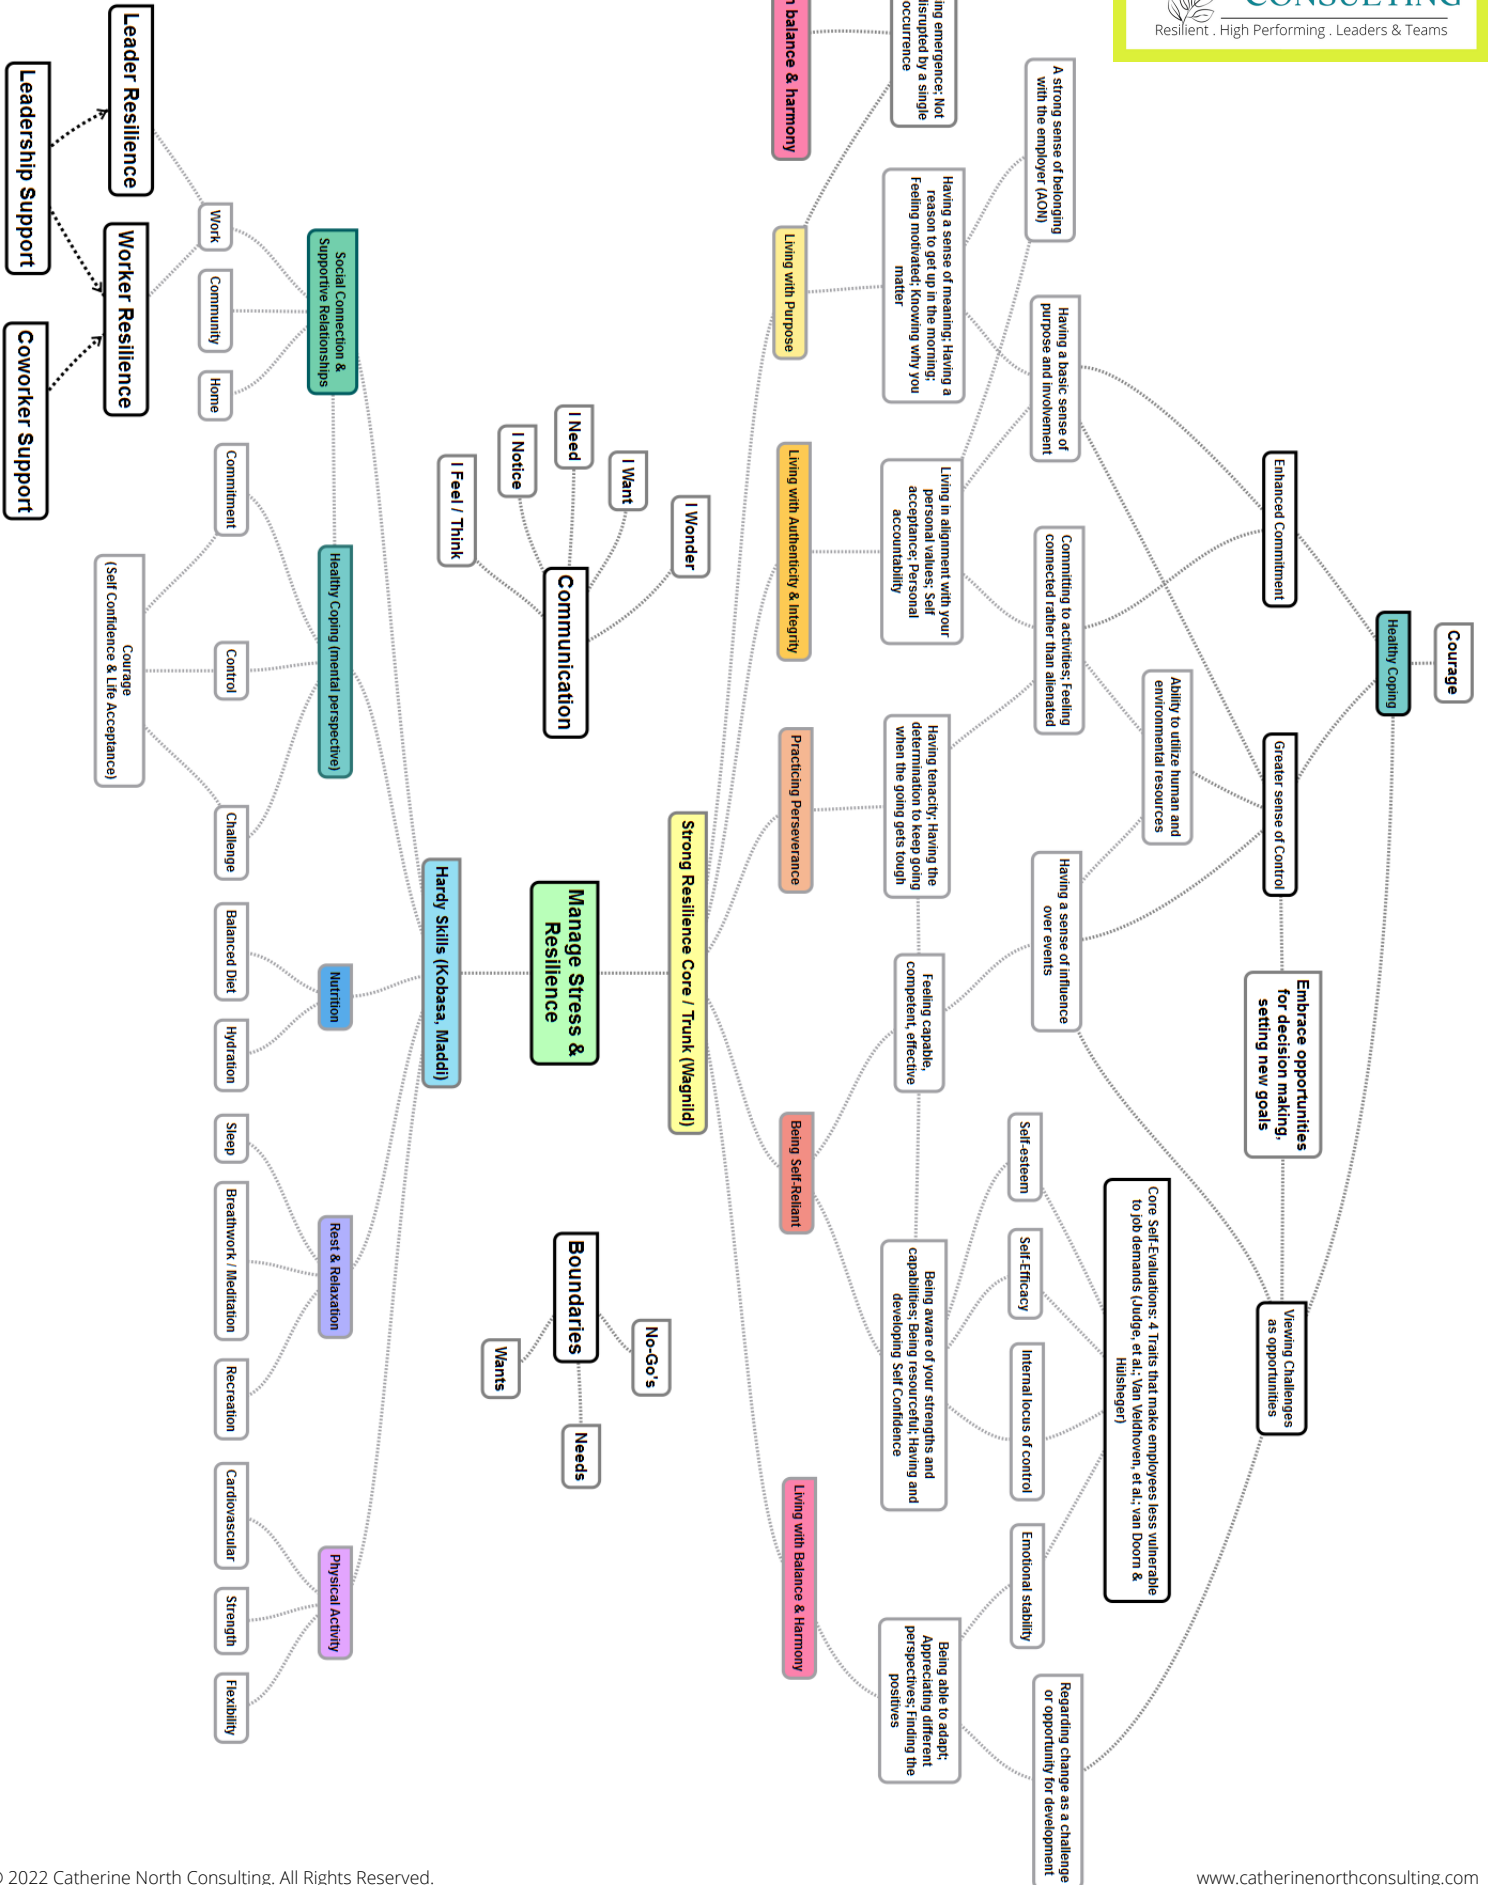 CONSULTING
Resilient . High Performing . Leaders & Teams
Courage
Healthy Coping
Enhanced Commitment
Greater sense of Control
Embrace opportunities
for decision making,
setting new goals
Viewing Challenges
as opportunities
Ability to utilize human and
environmental resources
Core Self-Evaluations: 4 Traits that make employees less vulnerable
to job demands (Judge, et al.; Van Veldhoven, et al.; van Doorn &
Hülsheger)
A strong sense of belonging
with the employer (AON)
Having a basic sense of
purpose and involvement
Committing to activities; Feeling
connected rather than alienated
Having a sense of influence
over events
Self-esteem
Self-Efficacy
Internal locus of control
Emotional stability
Regarding change as a challenge
or opportunity for development
ing emergence; Not
disrupted by a single
occurrence
Having a sense of meaning; Having a
reason to get up in the morning;
Feeling motivated; Knowing why you
matter
Living in alignment with your
personal values; Self
acceptance; Personal
accountability
Having tenacity; Having the
determination to keep going
when the going gets tough
Feeling capable,
competent, effective
Being aware of your strengths and
capabilities; Being resourceful; Having and
developing Self Confidence
Being able to adapt;
Appreciating different
perspectives; Finding the
positives
balance & harmony
Living with Purpose
Living with Authenticity & Integrity
Practicing Perseverance
Being Self-Reliant
Living with Balance & Harmony
Strong Resilience Core / Trunk (Wagnild)
I Wonder
I Want
I Need
I Notice
I Feel / Think
Communication
Manage Stress &
Resilience
Boundaries
No-Go's
Needs
Wants
Hardy Skills (Kobasa, Maddi)
Social Connection &
Supportive Relationships
Healthy Coping (mental perspective)
Nutrition
Rest & Relaxation
Physical Activity
Work
Community
Home
Commitment
Control
Challenge
Balanced Diet
Hydration
Sleep
Breathwork / Meditation
Recreation
Cardiovascular
Strength
Flexibility
Courage
(Self Confidence & Life Acceptance)
Leader Resilience
Worker Resilience
Leadership Support
Coworker Support
© 2022 Catherine North Consulting. All Rights Reserved.
www.catherinenorthconsulting.com